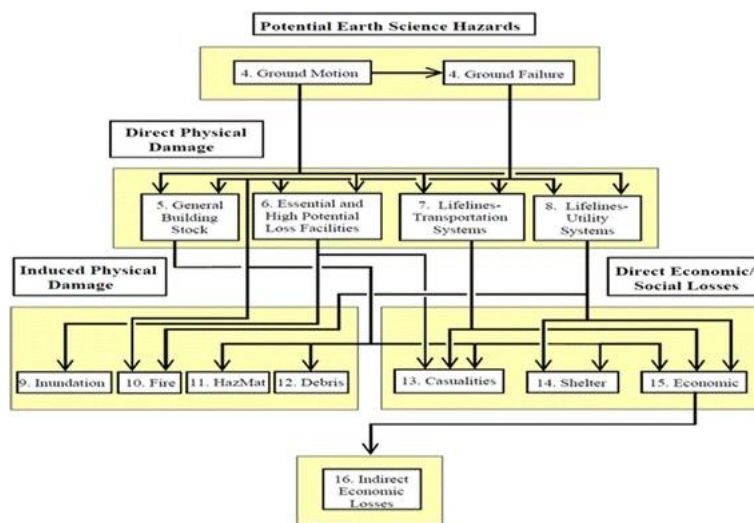 Potential Earth Science Hazards
4. Ground Motion
4. Ground Failure
Direct Physical
Damage
5. General
Building
Stock
6. Essential and
High Potential
Loss Facilities
7. Lifelines-
Transportation
Systems
8. Lifelines-
Utility
Systems
Induced Physical
Damage
Direct Economic/
Social Losses
9. Inundation
10. Fire
11. HazMat
12. Debris
13. Casualities
14. Shelter
15. Economic
16. Indirect
Economic
Losses